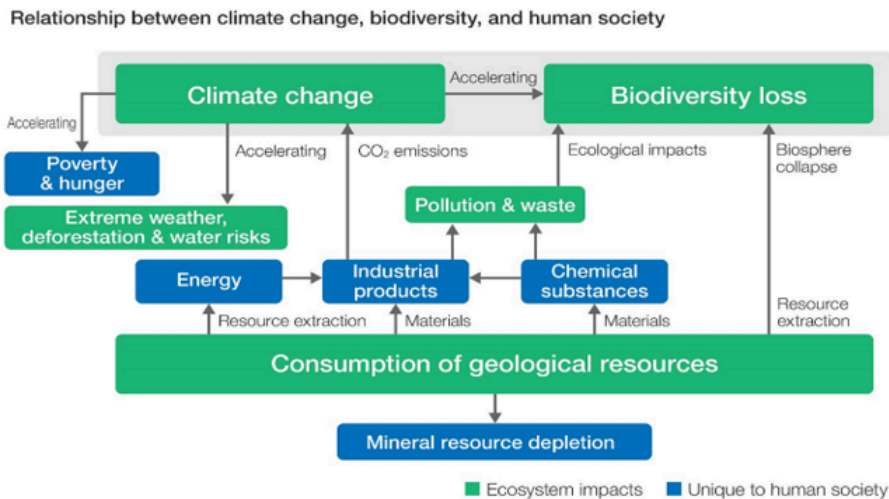 Relationship between climate change, biodiversity, and human society
Climate change
Accelerating
Biodiversity loss
Accelerating
Poverty
& hunger
Accelerating
CO₂ emissions
Ecological impacts
Biosphere
collapse
Extreme weather,
deforestation & water risks
Pollution & waste
Energy
Industrial
products
Chemical
substances
Resource extraction
Materials
Materials
Resource
extraction
Consumption of geological resources
Mineral resource depletion
Ecosystem impacts
Unique to human society